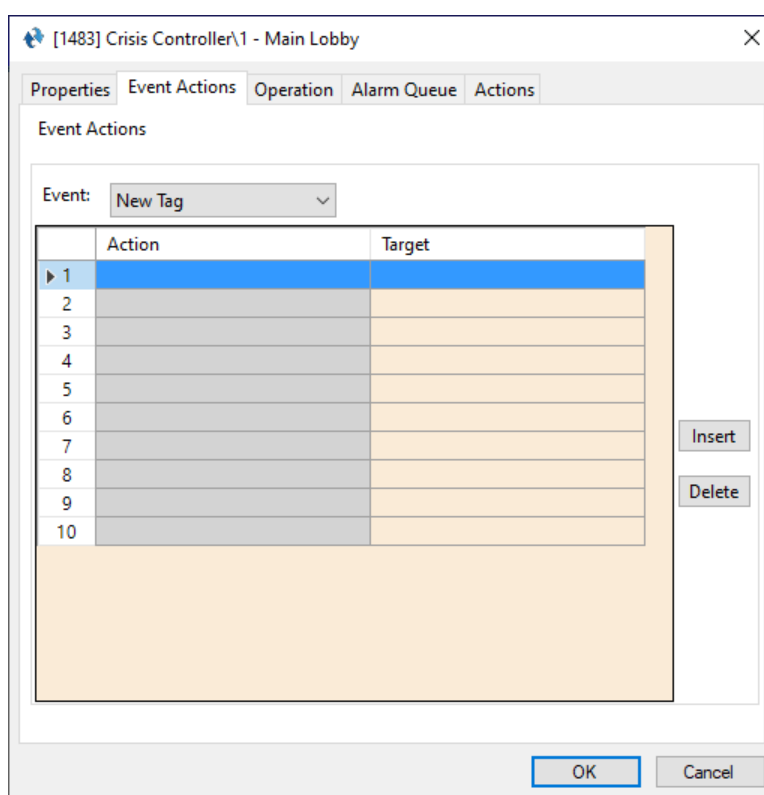 [1483] Crisis Controller\1 - Main Lobby
Properties Event Actions Operation Alarm Queue Actions
Event Actions
Event: New Tag
Action Target
1
2
3
4
5
6
7
8
9
10
Insert
Delete
OK Cancel